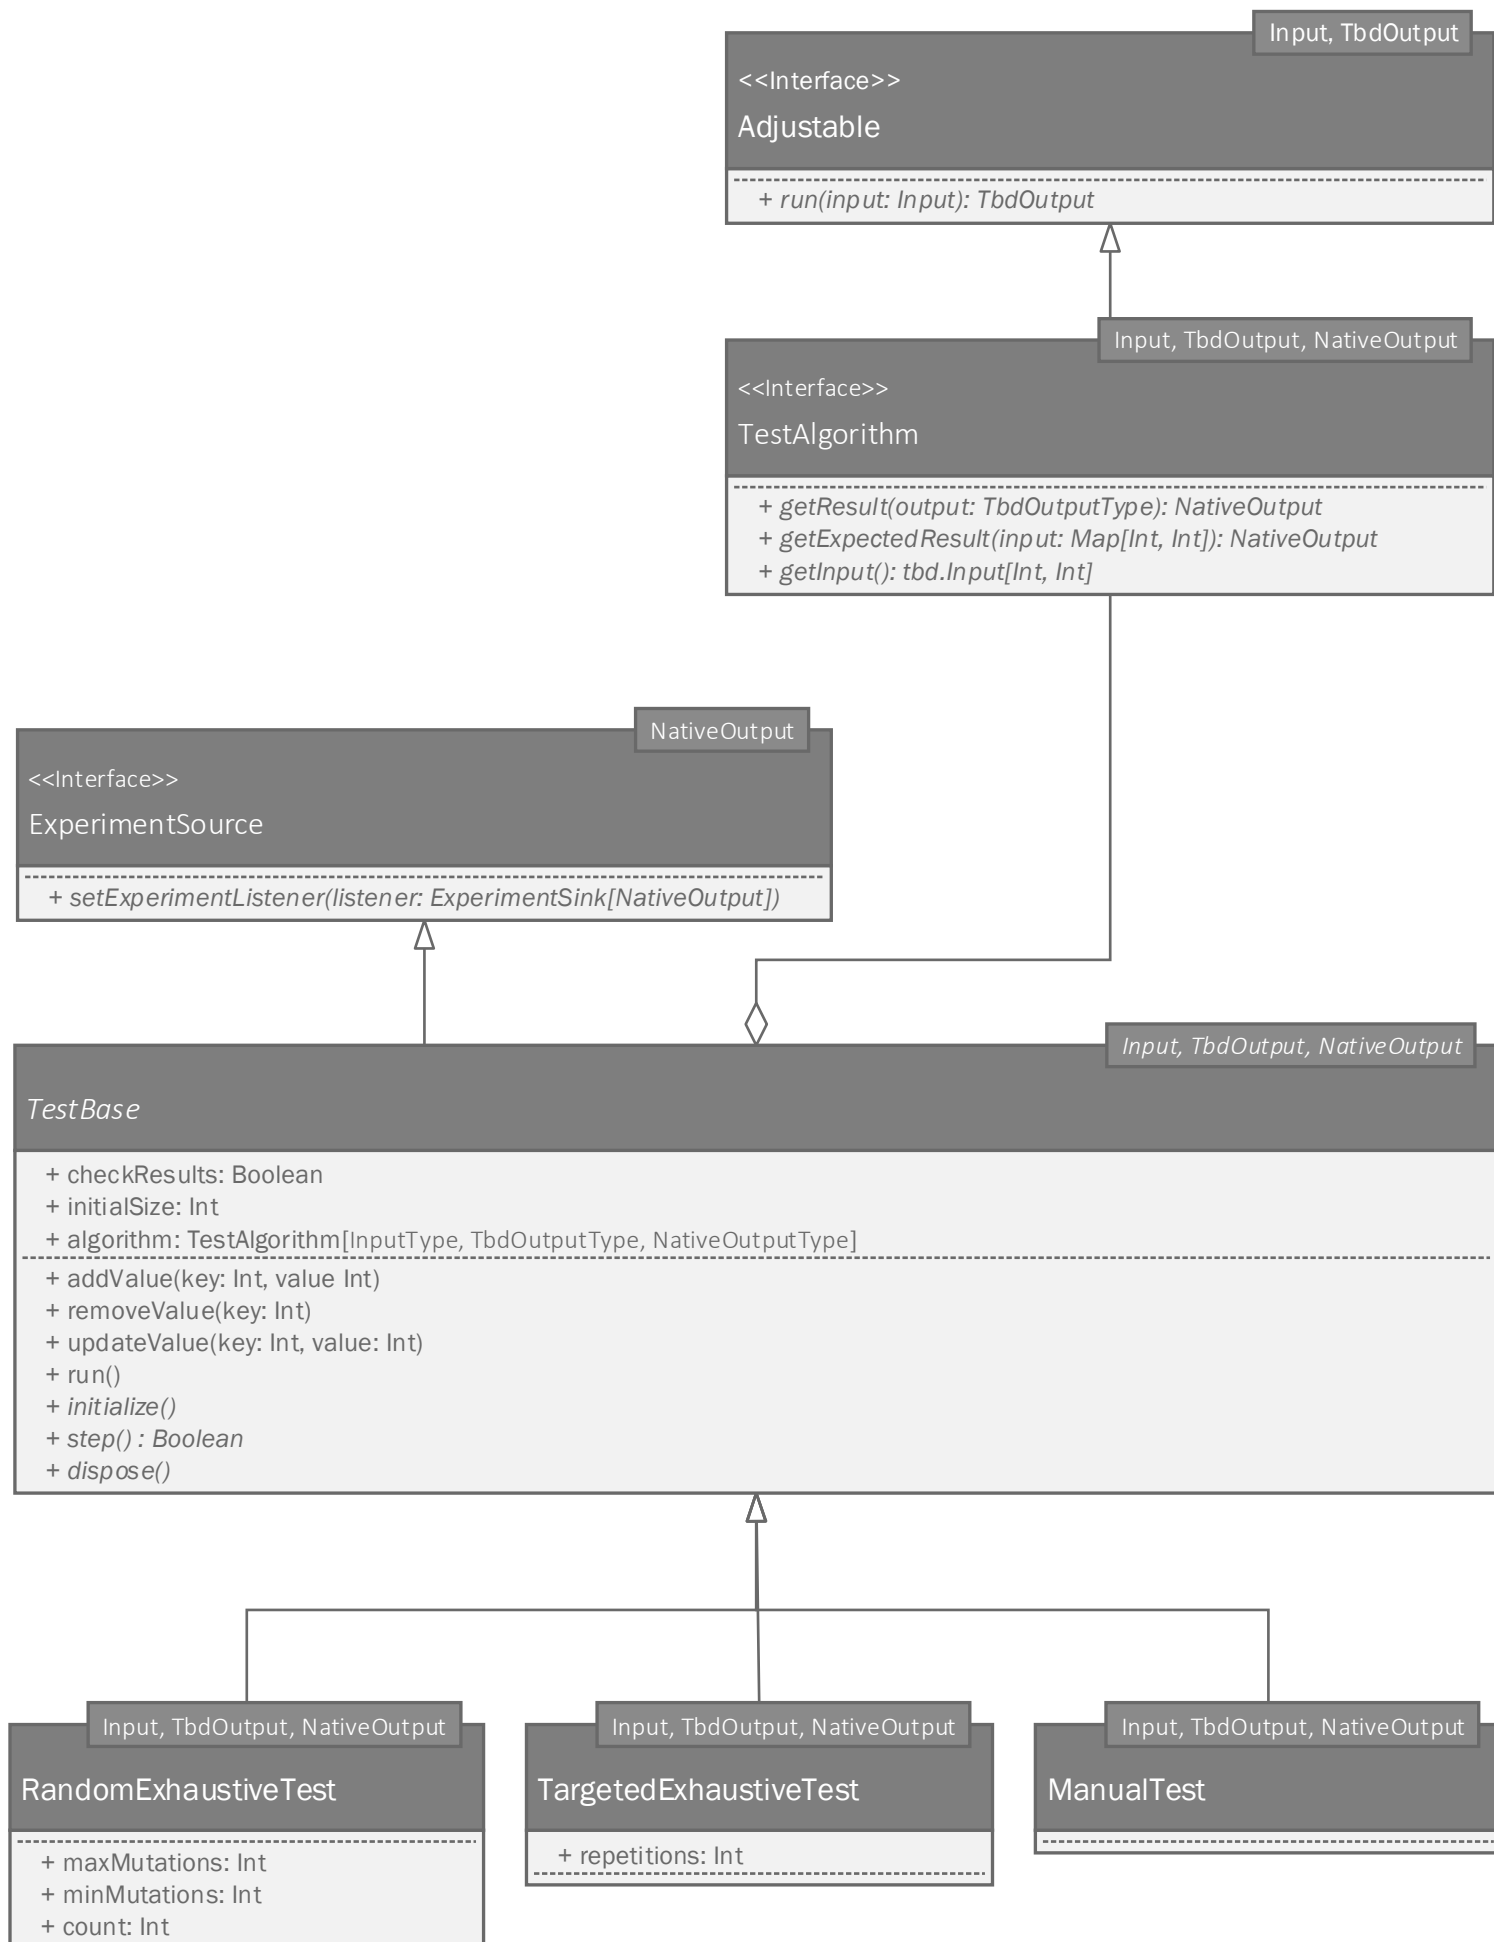 Input, TbdOutput
<<Interface>>
Adjustable
+ run(input: Input): TbdOutput
Input, TbdOutput, NativeOutput
<<Interface>>
TestAlgorithm
+ getResult(output: TbdOutputType): NativeOutput
+ getExpectedResult(input: Map[Int, Int]): NativeOutput
+ getInput(): tbd.Input[Int, Int]
NativeOutput
<<Interface>>
ExperimentSource
+ setExperimentListener(listener: ExperimentSink[NativeOutput])
Input, TbdOutput, NativeOutput
TestBase
+ checkResults: Boolean
+ initialSize: Int
+ algorithm: TestAlgorithm[InputType, TbdOutputType, NativeOutputType]
+ addValue(key: Int, value Int)
+ removeValue(key: Int)
+ updateValue(key: Int, value: Int)
+ run()
+ initialize()
+ step() : Boolean
+ dispose()
Input, TbdOutput, NativeOutput
RandomExhaustiveTest
+ maxMutations: Int
+ minMutations: Int
+ count: Int
Input, TbdOutput, NativeOutput
TargetedExhaustiveTest
+ repetitions: Int
Input, TbdOutput, NativeOutput
ManualTest